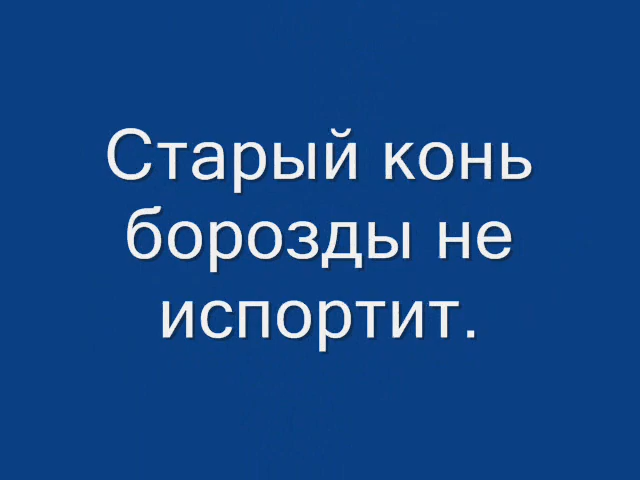 Старый конь
борозды не
испортит.